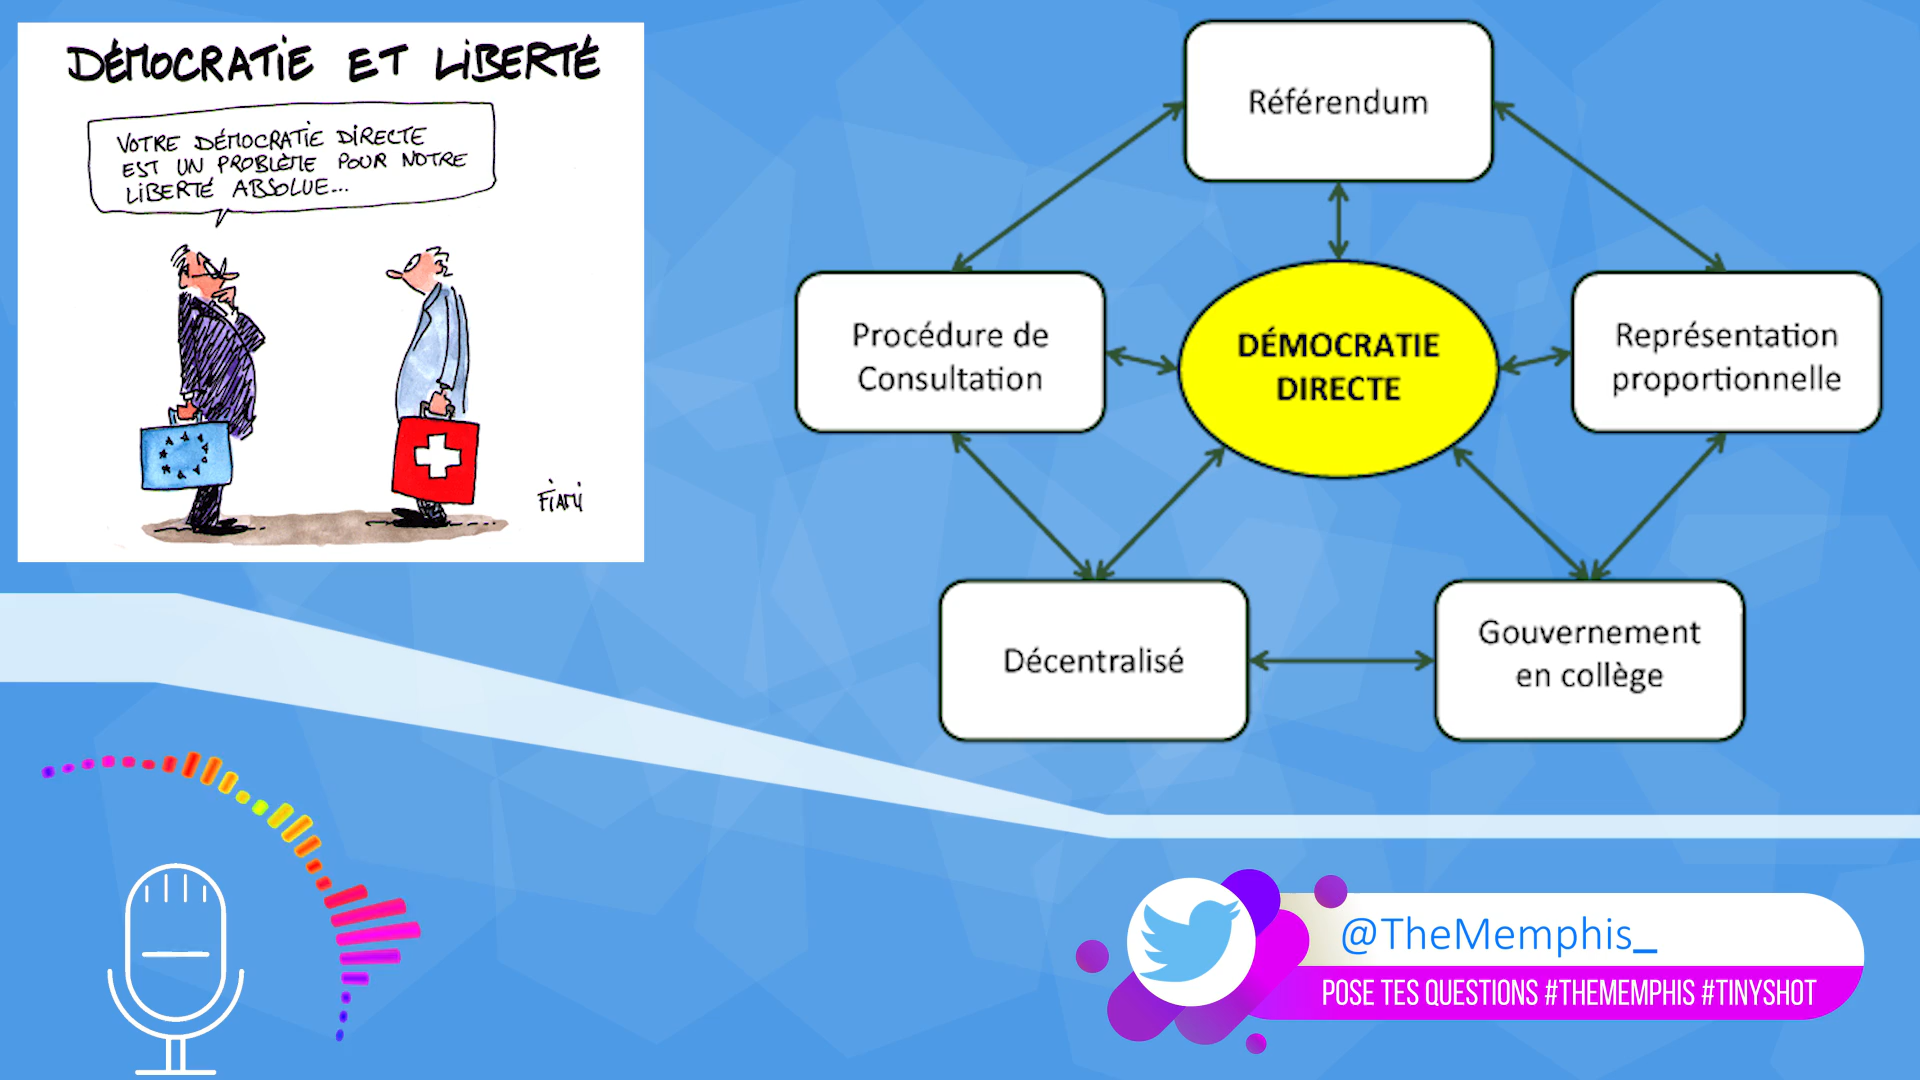 DÉMOCRATIE ET LIBERTÉ
VOTRE DÉMOCRATIE DIRECTE
EST UN PROBLÈME POUR NOTRE
LIBERTÉ ABSOLUE...
Référendum
Procédure de
Consultation
DÉMOCRATIE
DIRECTE
Représentation
proportionnelle
Décentralisé
Gouvernement
en collège
@TheMemphis_
POSE TES QUESTIONS #THEMEMPHIS #TINYSHOT